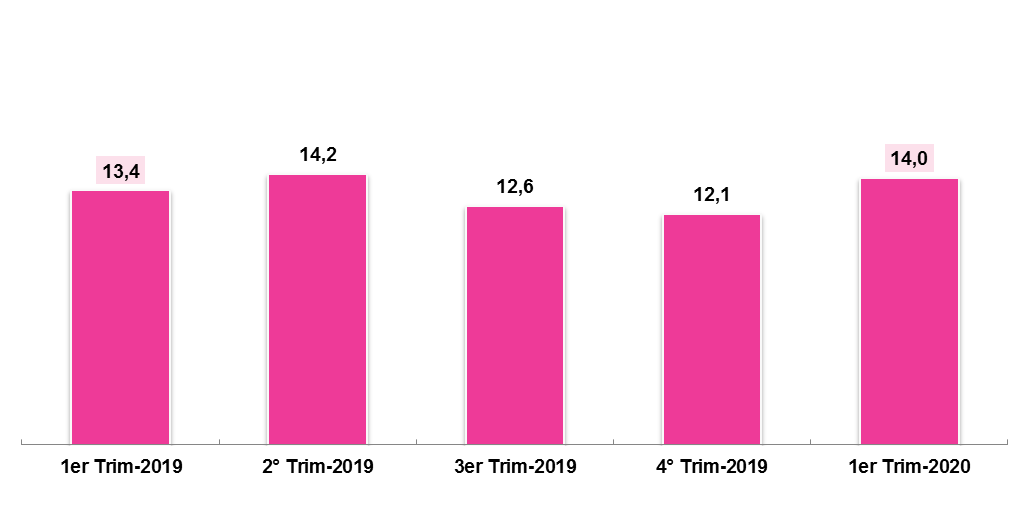 13,4
14,2
12,6
12,1
14,0
1er Trim-2019
2° Trim-2019
3er Trim-2019
4° Trim-2019
1er Trim-2020